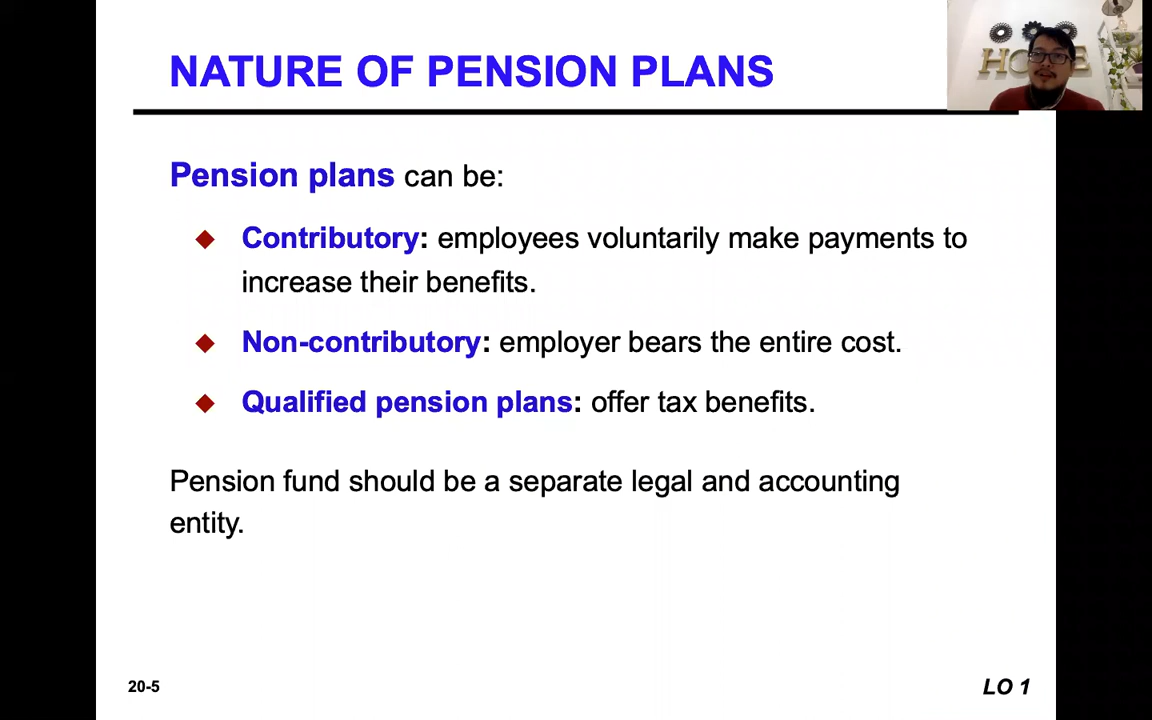 NATURE OF PENSION PLANS
HOME
Pension plans can be:
Contributory: employees voluntarily make payments to
increase their benefits.
Non-contributory: employer bears the entire cost.
Qualified pension plans: offer tax benefits.
Pension fund should be a separate legal and accounting
entity.
20-5
LO 1